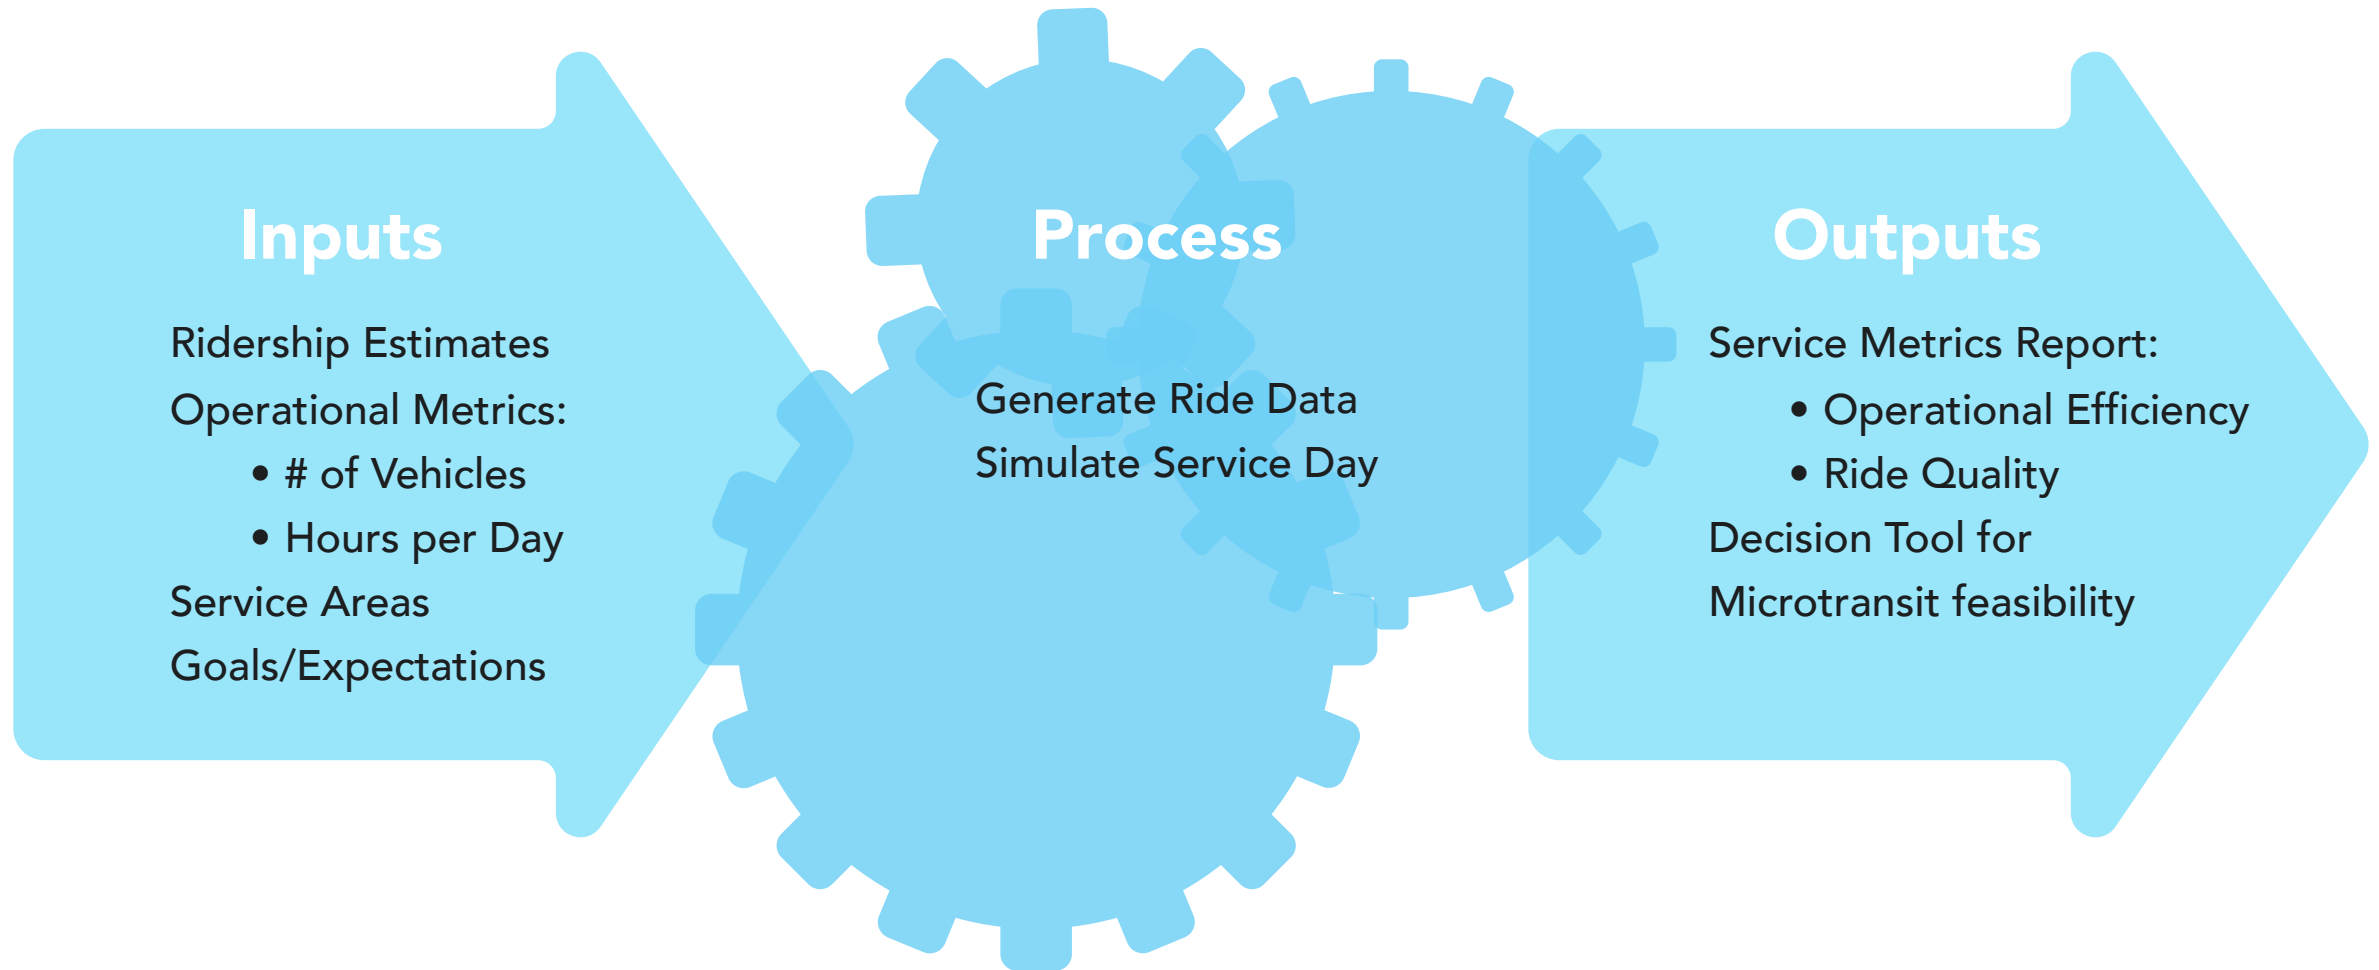 Inputs
Ridership Estimates
Operational Metrics:
• # of Vehicles
• Hours per Day
Service Areas
Goals/Expectations
Process
Generate Ride Data
Simulate Service Day
Outputs
Service Metrics Report:
• Operational Efficiency
• Ride Quality
Decision Tool for
Microtransit feasibility